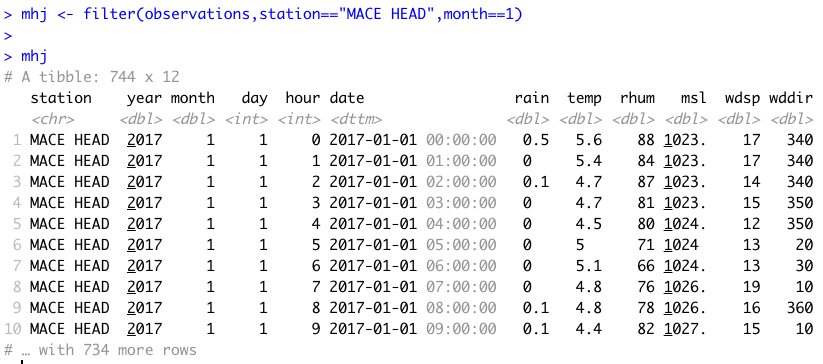 > mhj <- filter(observations,station=="MACE HEAD",month==1)
>
> mhj
# A tibble: 744 x 12
station year month day hour date rain temp rhum msl wdsp wddir
<chr> <dbl> <dbl> <int> <int> <dttm> <dbl> <dbl> <dbl> <dbl> <dbl> <dbl>
1 MACE HEAD 2017 1 1 0 2017-01-01 00:00:00 0.5 5.6 88 1023. 17 340
2 MACE HEAD 2017 1 1 1 2017-01-01 01:00:00 0 5.4 84 1023. 17 340
3 MACE HEAD 2017 1 1 2 2017-01-01 02:00:00 0.1 4.7 87 1023. 14 340
4 MACE HEAD 2017 1 1 3 2017-01-01 03:00:00 0 4.7 81 1023. 15 350
5 MACE HEAD 2017 1 1 4 2017-01-01 04:00:00 0 4.5 80 1024. 12 350
6 MACE HEAD 2017 1 1 5 2017-01-01 05:00:00 0 5 71 1024 13 20
7 MACE HEAD 2017 1 1 6 2017-01-01 06:00:00 0 5.1 66 1024. 13 30
8 MACE HEAD 2017 1 1 7 2017-01-01 07:00:00 0 4.8 76 1026. 19 10
9 MACE HEAD 2017 1 1 8 2017-01-01 08:00:00 0.1 4.8 78 1026. 16 360
10 MACE HEAD 2017 1 1 9 2017-01-01 09:00:00 0.1 4.4 82 1027. 15 10
# … with 734 more rows